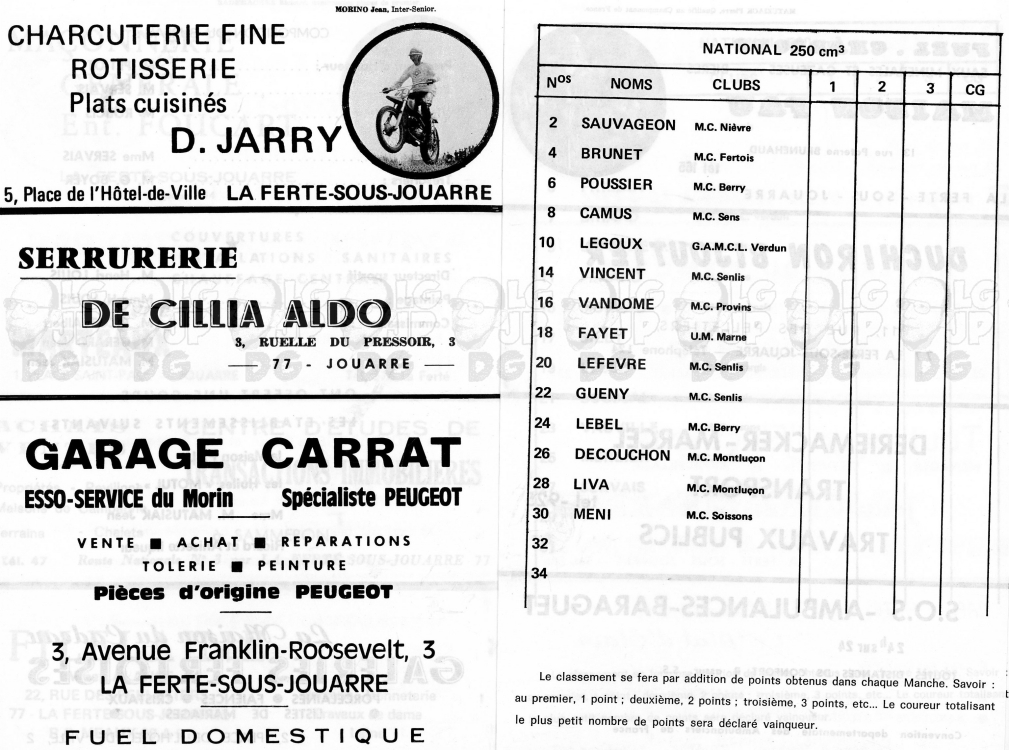 MORINO Jean, Inter-Senior.
CHARCUTERIE FINE
ROTISSERIE
Plats cuisinés
D. JARRY
5, Place de l'Hôtel-de-Ville LA FERTE-SOUS-JOUARRE
SERRURERIE
DE CILLIA ALDO
3, RUELLE DU PRESSOIR, 3
77 - JOUARRE
GARAGE CARRAT
ESSO-SERVICE du Morin Spécialiste PEUGEOT
VENTE ■ ACHAT ■ REPARATIONS
TOLERIE ■ PEINTURE
Pièces d'origine PEUGEOT
3, Avenue Franklin-Roosevelt, 3
LA FERTE-SOUS-JOUARRE
FUEL DOMESTIQUE
NATIONAL 250 cm³
Nos NOMS CLUBS 1 2 3 CG
2 SAUVAGEON M.C. Nièvre
4 BRUNET M.C. Fertois
6 POUSSIER M.C. Berry
8 CAMUS M.C. Sens
10 LEGOUX G.A.M.C.L. Verdun
14 VINCENT M.C. Senlis
16 VANDOME M.C. Provins
18 FAYET U.M. Marne
20 LEFEVRE M.C. Senlis
22 GUENY M.C. Senlis
24 LEBEL M.C. Berry
26 DECOUCHON M.C. Montluçon
28 LIVA M.C. Montluçon
30 MENI M.C. Soissons
32
34
Le classement se fera par addition de points obtenus dans chaque Manche. Savoir :
au premier, 1 point ; deuxième, 2 points ; troisième, 3 points, etc... Le coureur totalisant
le plus petit nombre de points sera déclaré vainqueur.